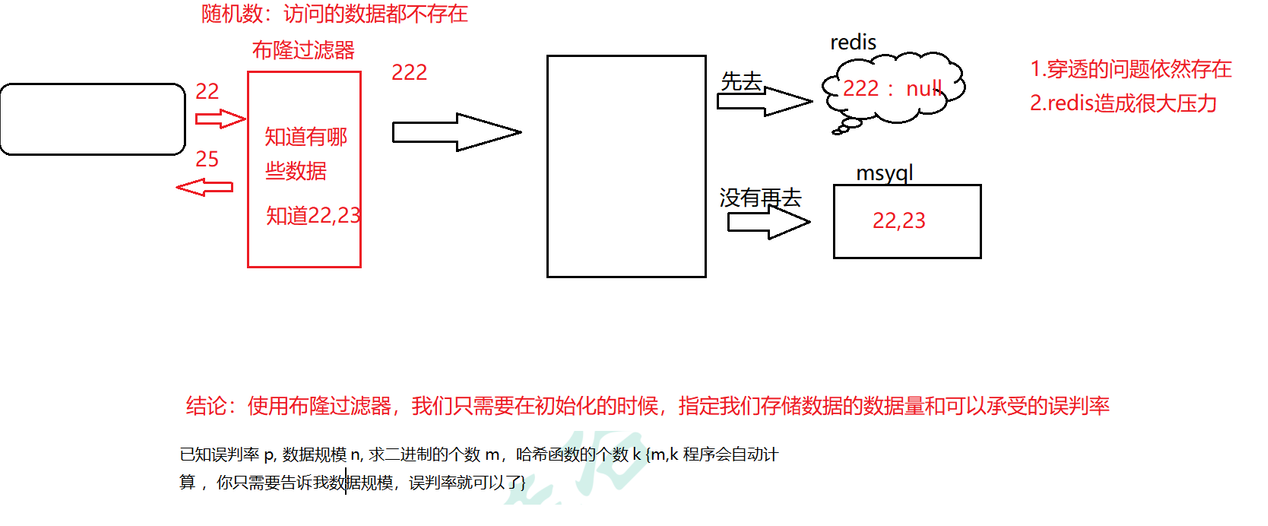 随机数：访问的数据都不存在
布隆过滤器
222
redis
22
先去
222 : null
1.穿透的问题依然存在
2.redis造成很大压力
知道有哪
些数据
25
知道22,23
msyql
没有再去
22,23
结论：使用布隆过滤器，我们只需要在初始化的时候，指定我们存储数据的数据量和可以承受的误判率
已知误判率 p, 数据规模 n, 求二进制的个数 m，哈希函数的个数 k {m,k 程序会自动计
算 ，你只需要告诉我数据规模，误判率就可以了}